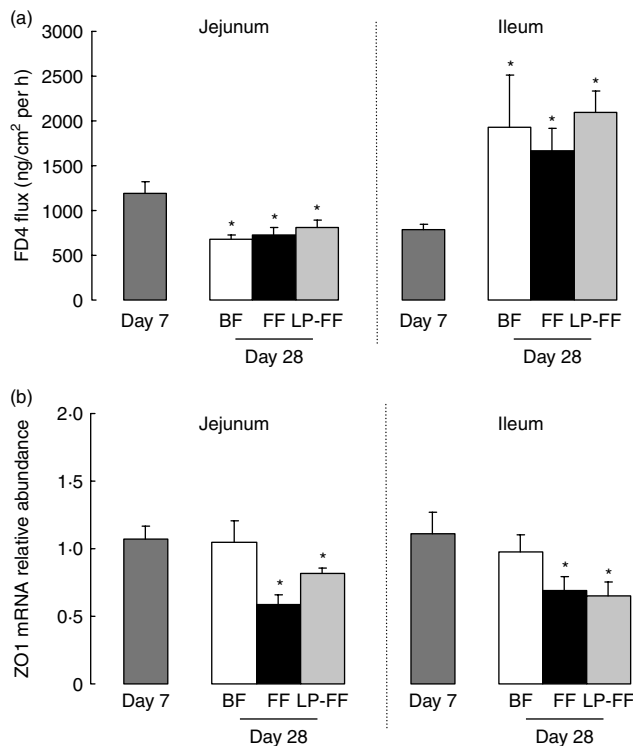 (a)
Jejunum
Ileum
FD4 flux (ng/cm² per h)
3000
2500
2000
1500
1000
500
0
*
*
*
*
*
*
Day 7
BF
FF
LP-FF
Day 28
Day 7
BF
FF
LP-FF
Day 28
(b)
Jejunum
Ileum
ZO1 mRNA relative abundance
2·0
1·5
1·0
0·5
0
*
*
*
*
Day 7
BF
FF
LP-FF
Day 28
Day 7
BF
FF
LP-FF
Day 28